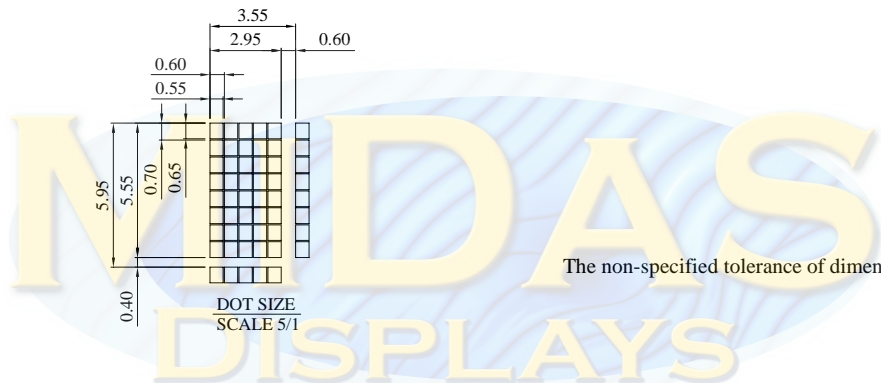 3.55
2.95
0.60
0.60
0.55
5.95
5.55
0.70
0.65
0.40
DOT SIZE
SCALE 5/1
The non-specified tolerance of dimen
MIDAS
DISPLAYS